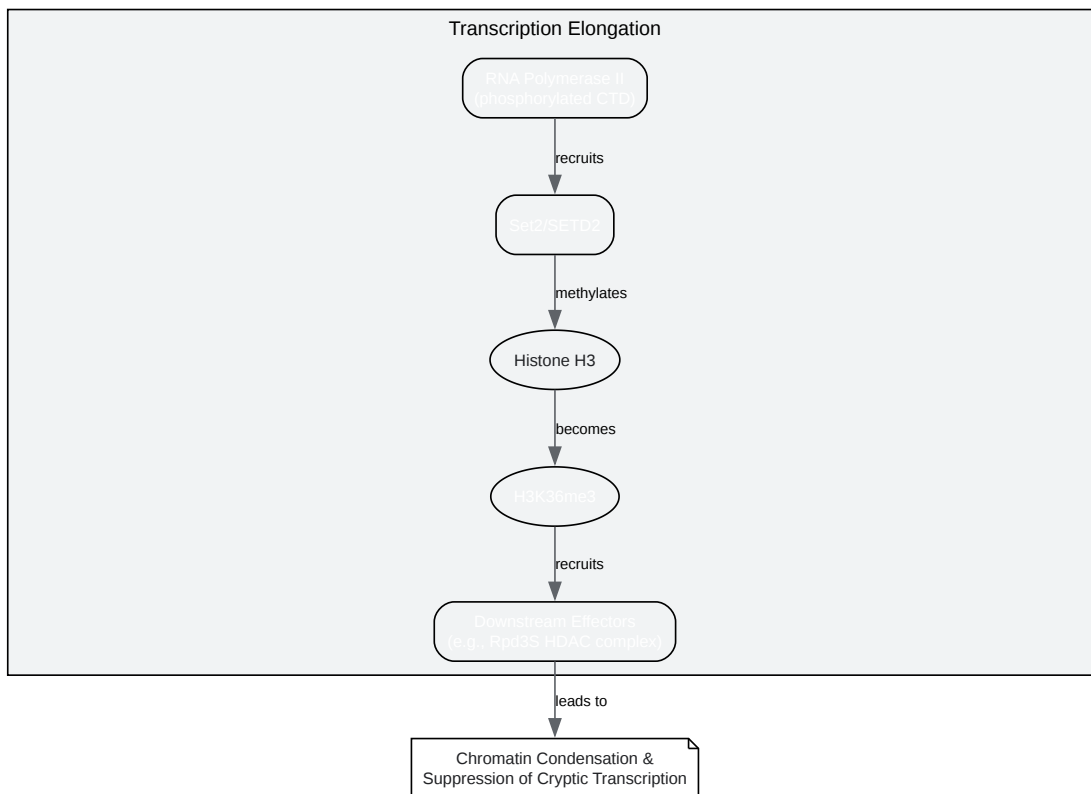 Transcription Elongation
RNA Polymerase II
(phosphorylated CTD)
recruits
Set2/SETD2
methylates
Histone H3
becomes
H3K36me3
recruits
Downstream Effectors
(e.g., Rpd3S HDAC complex)
leads to
Chromatin Condensation &
Suppression of Cryptic Transcription